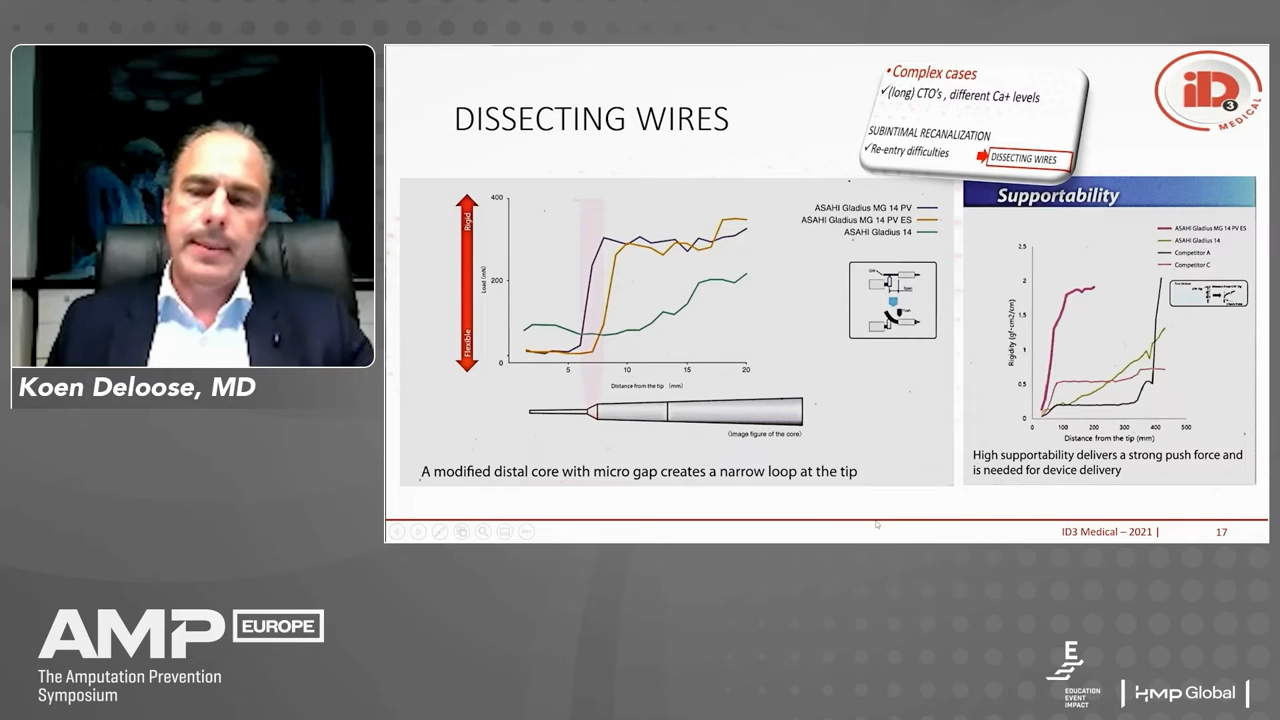 Koen Deloose, MD
AMP EUROPE
The Amputation Prevention
Symposium
DISSECTING WIRES
• Complex cases
✓(long) CTO's , different Ca+ levels
SUBINTIMAL RECANALIZATION
✓Re-entry difficulties
DISSECTING WIRES
iD3
MEDICAL
Rigid
Flexible
Load (mN)
400
200
0
5
10
15
20
Distance from the tip (mm)
ASAHI Gladius MG 14 PV
ASAHI Gladius MG 14 PV ES
ASAHI Gladius 14
(image figure of the core)
A modified distal core with micro gap creates a narrow loop at the tip
Supportability
ASAHI Gladius MG 14 PV ES
ASAHI Gladius 14
Competitor A
Competitor C
Rigidity (gf·cm2/cm)
2.5
2
1.5
1
0.5
0
0
100
200
300
400
500
Distance from the tip (mm)
High supportability delivers a strong push force and
is needed for device delivery
ID3 Medical – 2021 |
17
E
EDUCATION
EVENT
IMPACT
HMP Global